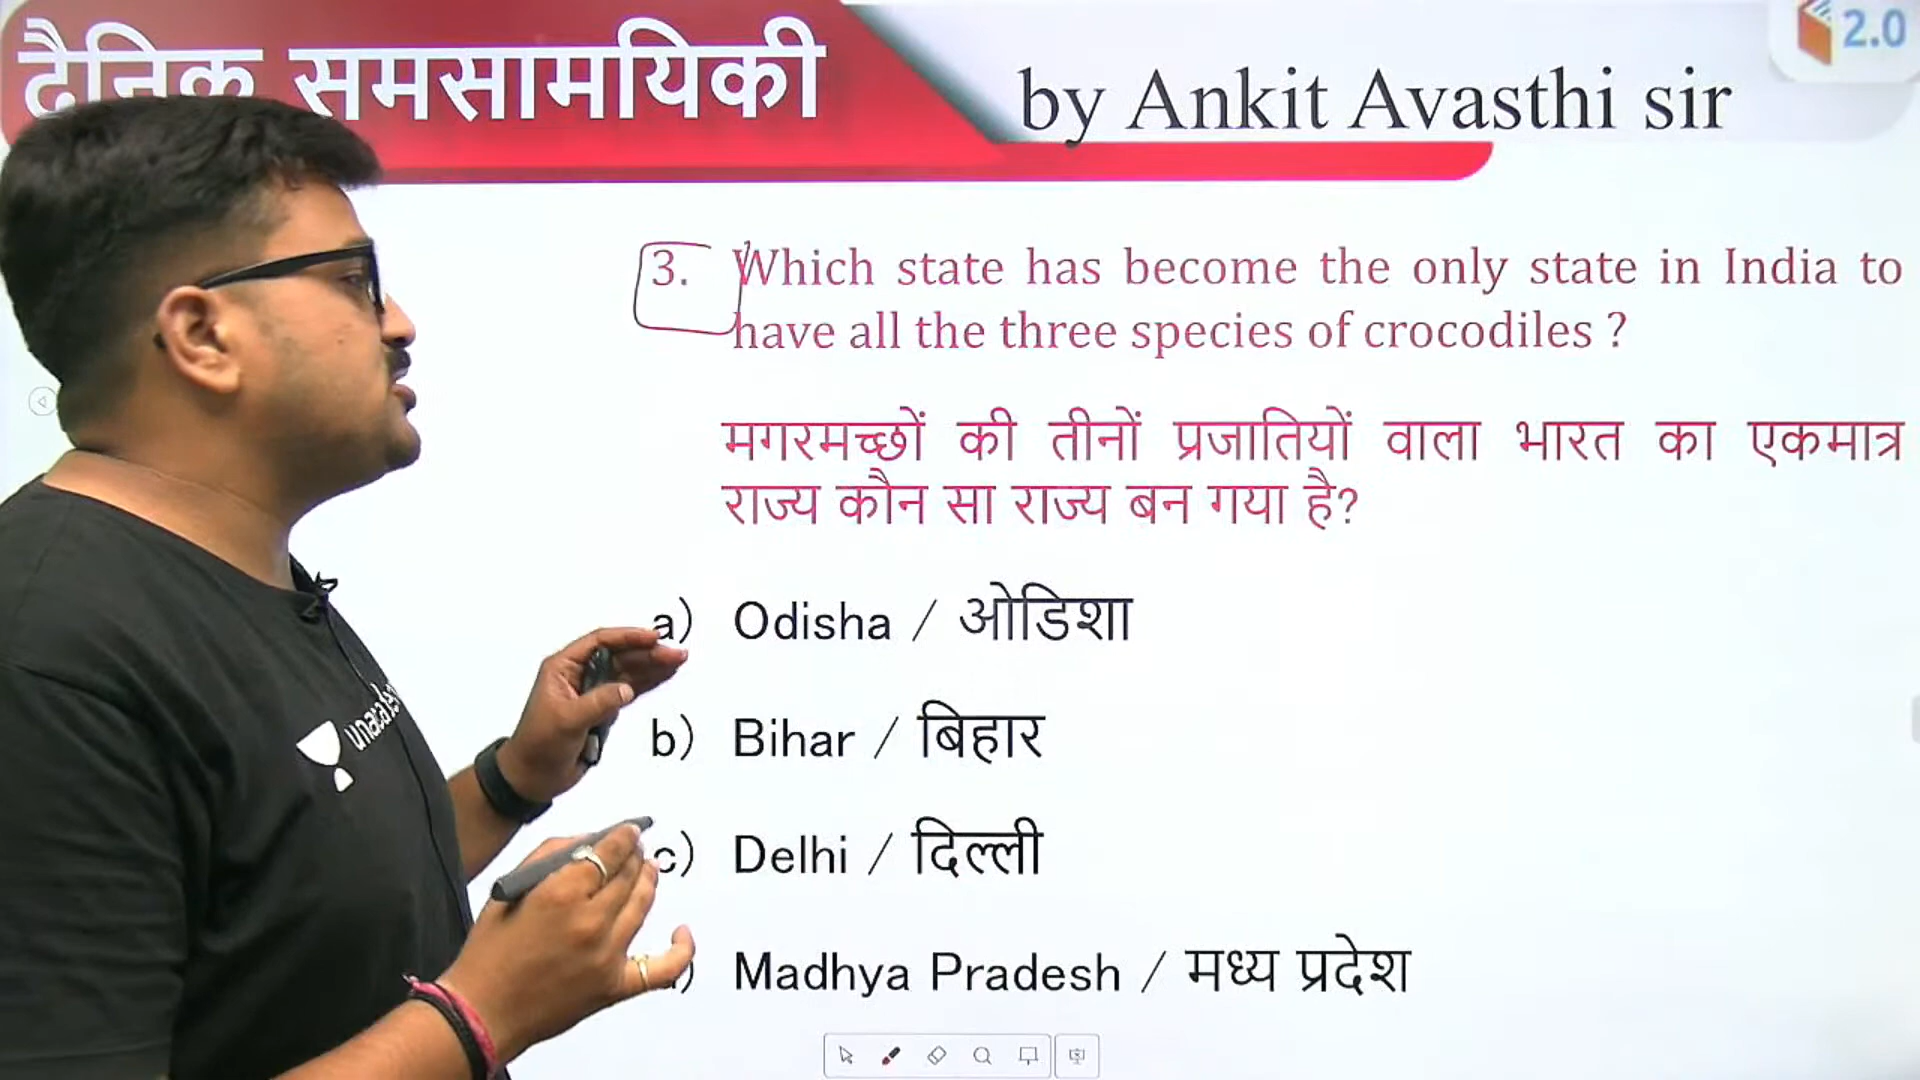 दैनिक समसामयिकी
by Ankit Avasthi sir
2.0
3. Which state has become the only state in India to
have all the three species of crocodiles ?
मगरमच्छों की तीनों प्रजातियों वाला भारत का एकमात्र
राज्य कौन सा राज्य बन गया है?
a) Odisha / ओडिशा
b) Bihar / बिहार
c) Delhi / दिल्ली
Madhya Pradesh / मध्य प्रदेश